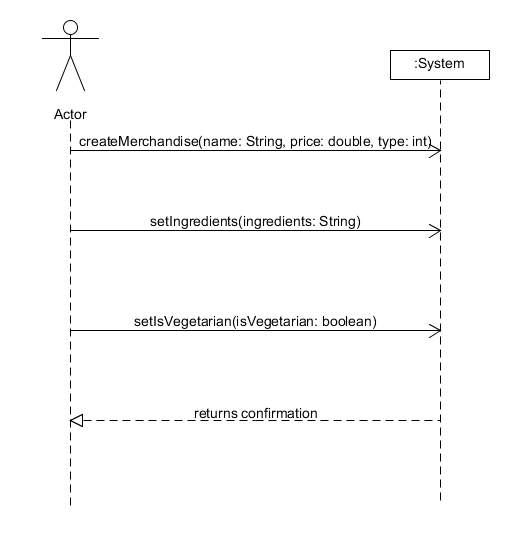 :System
Actor
createMerchandise(name: String, price: double, type: int)
setIngredients(ingredients: String)
setIsVegetarian(isVegetarian: boolean)
returns confirmation